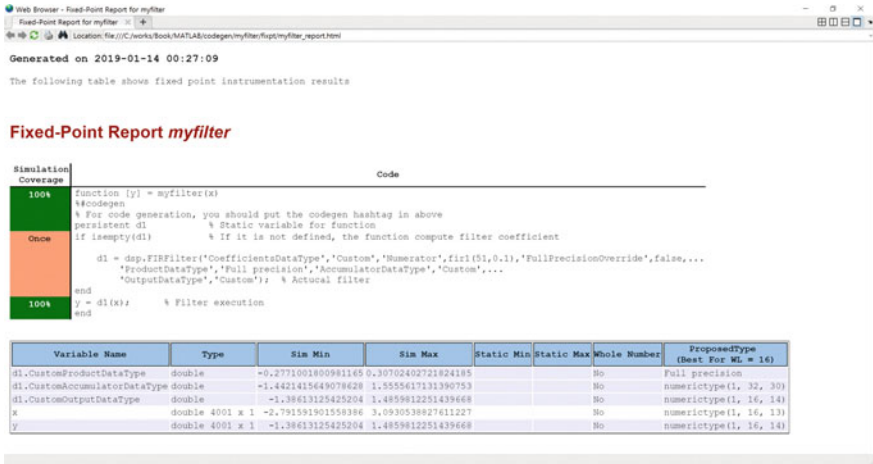 Web Browser - Fixed-Point Report for myfilter
Fixed-Point Report for myfilter
Location: file:///C:/works/Book/MATLAB/codegen/myfilter/fixpt/myfilter_report.html
Generated on 2019-01-14 00:27:09
The following table shows fixed point instrumentation results
Fixed-Point Report myfilter
Simulation Coverage Code
100% function [y] = myfilter(x)
%#codegen
% For code generation, you should put the codegen hashtag in above
persistent d1 % Static variable for function
Once if isempty(d1) % If it is not defined, the function compute filter coefficient
d1 = dsp.FIRFilter('CoefficientsDataType','Custom','Numerator',fir1(51,0.1),'FullPrecisionOverride',false,...
'ProductDataType','Full precision','AccumulatorDataType','Custom',...
'OutputDataType','Custom'); % Actucal filter
end
100% y = d1(x); % Filter execution
end
Variable Name Type Sim Min Sim Max Static Min Static Max Whole Number ProposedType (Best For WL = 16)
d1.CustomProductDataType double -0.2771001800981165 0.30702402721824185 No Full precision
d1.CustomAccumulatorDataType double -1.4421415649078628 1.5555617131390753 No numerictype(1, 32, 30)
d1.CustomOutputDataType double -1.38613125425204 1.4859812251439668 No numerictype(1, 16, 14)
x double 4001 x 1 -2.791591901558386 3.0930538827611227 No numerictype(1, 16, 13)
y double 4001 x 1 -1.38613125425204 1.4859812251439668 No numerictype(1, 16, 14)